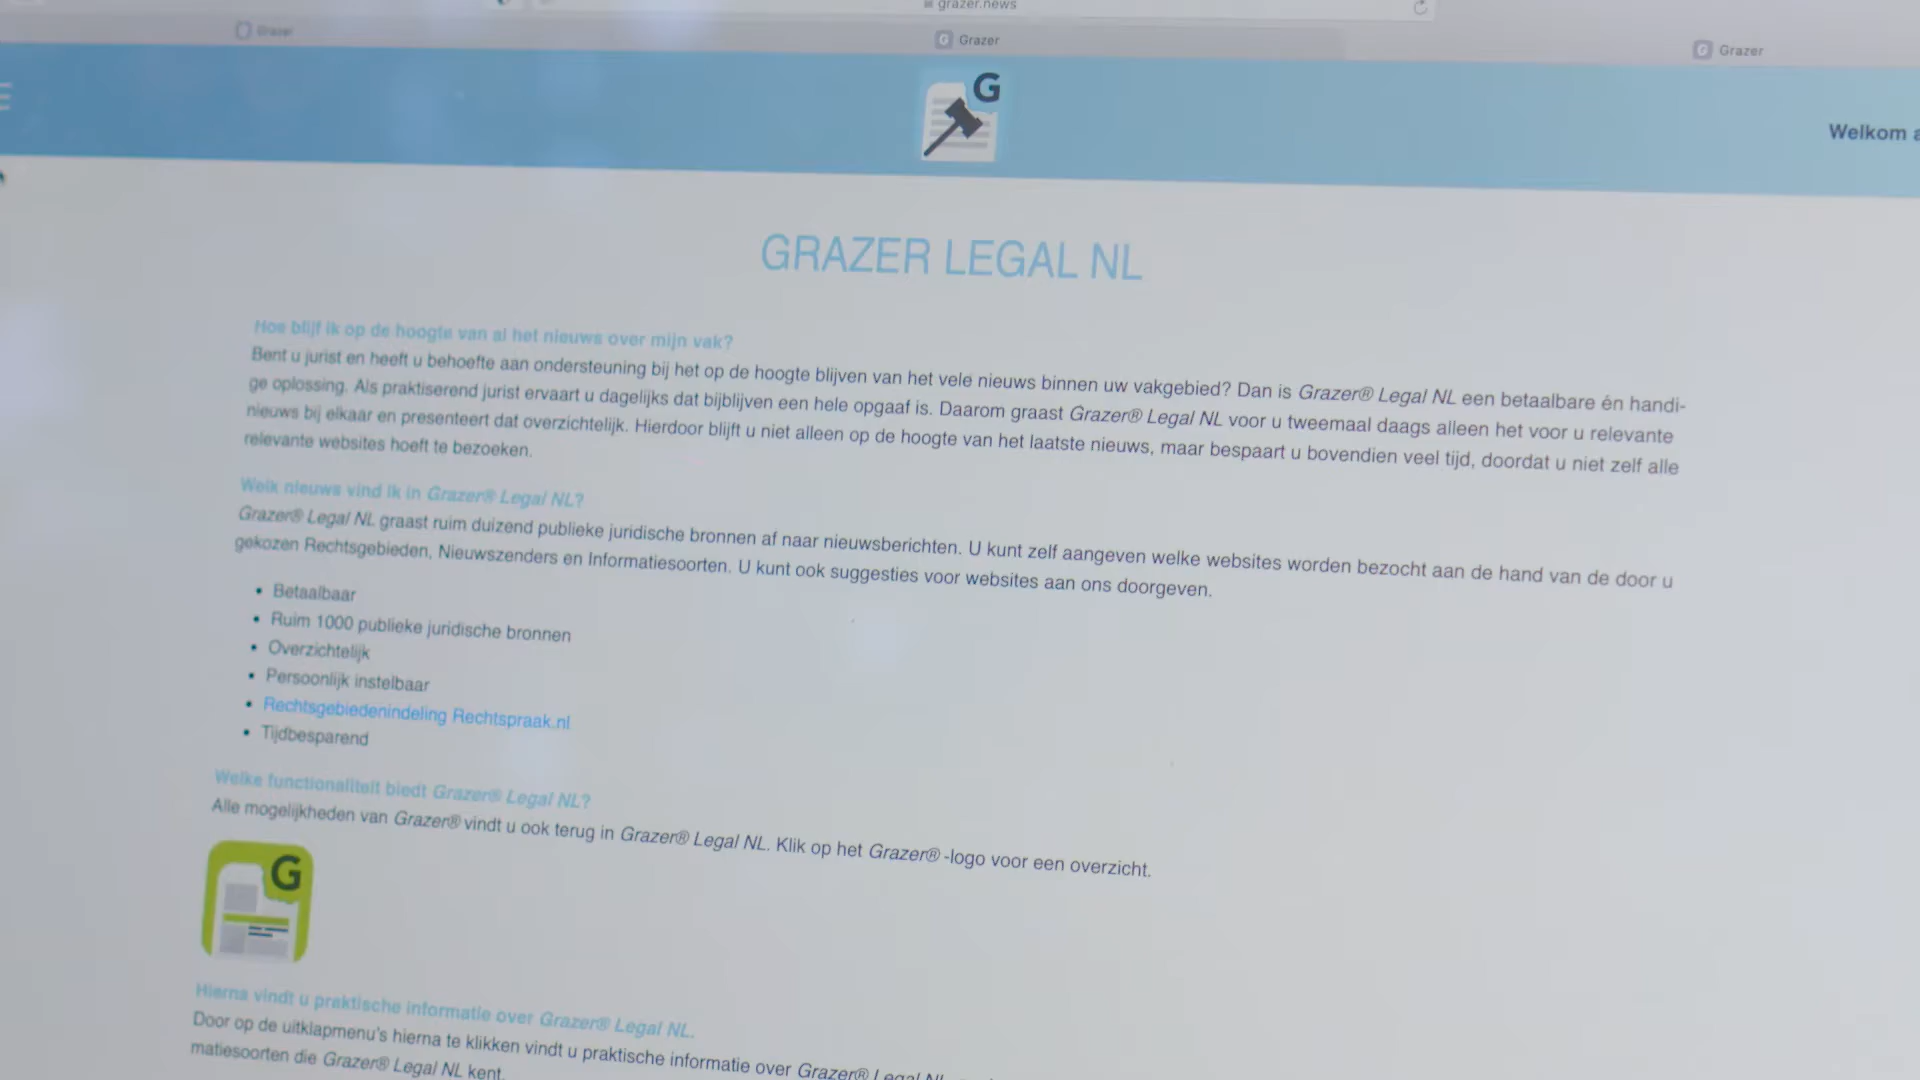 grazer.news
Grazer
Grazer
Grazer
G
Welkom
GRAZER LEGAL NL
Hoe blijf ik op de hoogte van al het nieuws over mijn vak?
Bent u jurist en heeft u behoefte aan ondersteuning bij het op de hoogte blijven van het vele nieuws binnen uw vakgebied? Dan is Grazer® Legal NL een betaalbare én handi-
ge oplossing. Als praktiserend jurist ervaart u dagelijks dat bijblijven een hele opgaaf is. Daarom graast Grazer® Legal NL voor u tweemaal daags alleen het voor u relevante
nieuws bij elkaar en presenteert dat overzichtelijk. Hierdoor blijft u niet alleen op de hoogte van het laatste nieuws, maar bespaart u bovendien veel tijd, doordat u niet zelf alle
relevante websites hoeft te bezoeken.
Welk nieuws vind ik in Grazer® Legal NL?
Grazer® Legal NL graast ruim duizend publieke juridische bronnen af naar nieuwsberichten. U kunt zelf aangeven welke websites worden bezocht aan de hand van de door u
gekozen Rechtsgebieden, Nieuwszenders en Informatiesoorten. U kunt ook suggesties voor websites aan ons doorgeven.
• Betaalbaar
• Ruim 1000 publieke juridische bronnen
• Overzichtelijk
• Persoonlijk instelbaar
• Rechtsgebiedenindeling Rechtspraak.nl
• Tijdbesparend
Welke functionaliteit biedt Grazer® Legal NL?
Alle mogelijkheden van Grazer® vindt u ook terug in Grazer® Legal NL. Klik op het Grazer® -logo voor een overzicht.
G
Hierna vindt u praktische informatie over Grazer® Legal NL.
Door op de uitklapmenu's hierna te klikken vindt u praktische informatie over Grazer® Legal NL
matiesoorten die Grazer® Legal NL kent.